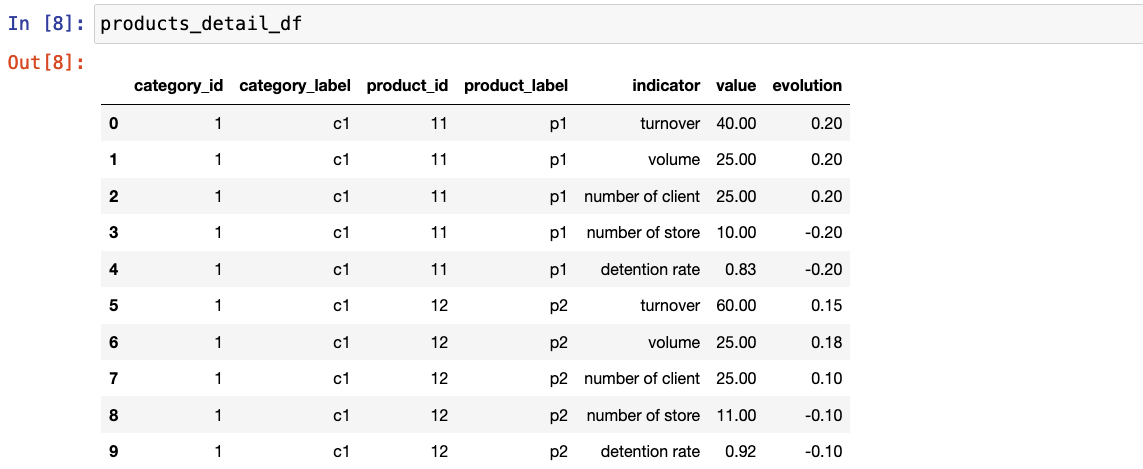 In [8]: products_detail_df
Out[8]:
category_id category_label product_id product_label indicator value evolution
0 1 c1 11 p1 turnover 40.00 0.20
1 1 c1 11 p1 volume 25.00 0.20
2 1 c1 11 p1 number of client 25.00 0.20
3 1 c1 11 p1 number of store 10.00 -0.20
4 1 c1 11 p1 detention rate 0.83 -0.20
5 1 c1 12 p2 turnover 60.00 0.15
6 1 c1 12 p2 volume 25.00 0.18
7 1 c1 12 p2 number of client 25.00 0.10
8 1 c1 12 p2 number of store 11.00 -0.10
9 1 c1 12 p2 detention rate 0.92 -0.10